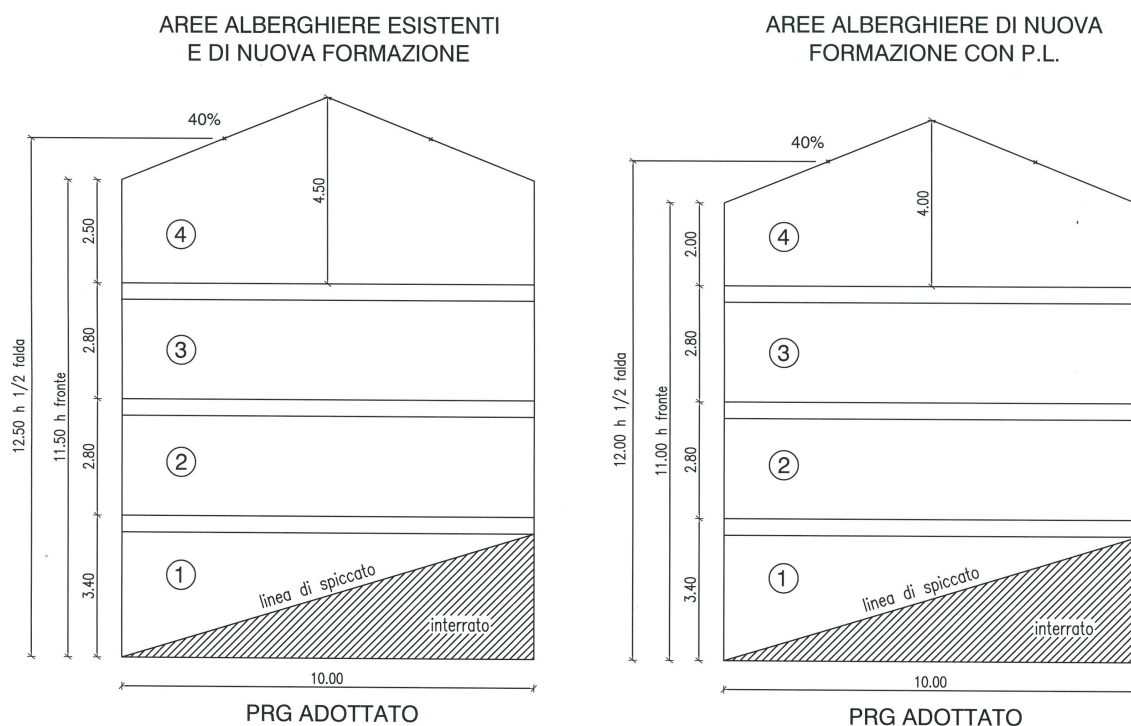 AREE ALBERGHIERE ESISTENTI
E DI NUOVA FORMAZIONE
40%
4.50
2.50
2.80
2.80
3.40
11.50 h fronte
12.50 h 1/2 falda
4
3
2
1
linea di spiccato
interrato
10.00
PRG ADOTTATO
AREE ALBERGHIERE DI NUOVA
FORMAZIONE CON P.L.
40%
4.00
2.00
2.80
2.80
3.40
11.00 h fronte
12.00 h 1/2 falda
4
3
2
1
linea di spiccato
interrato
10.00
PRG ADOTTATO